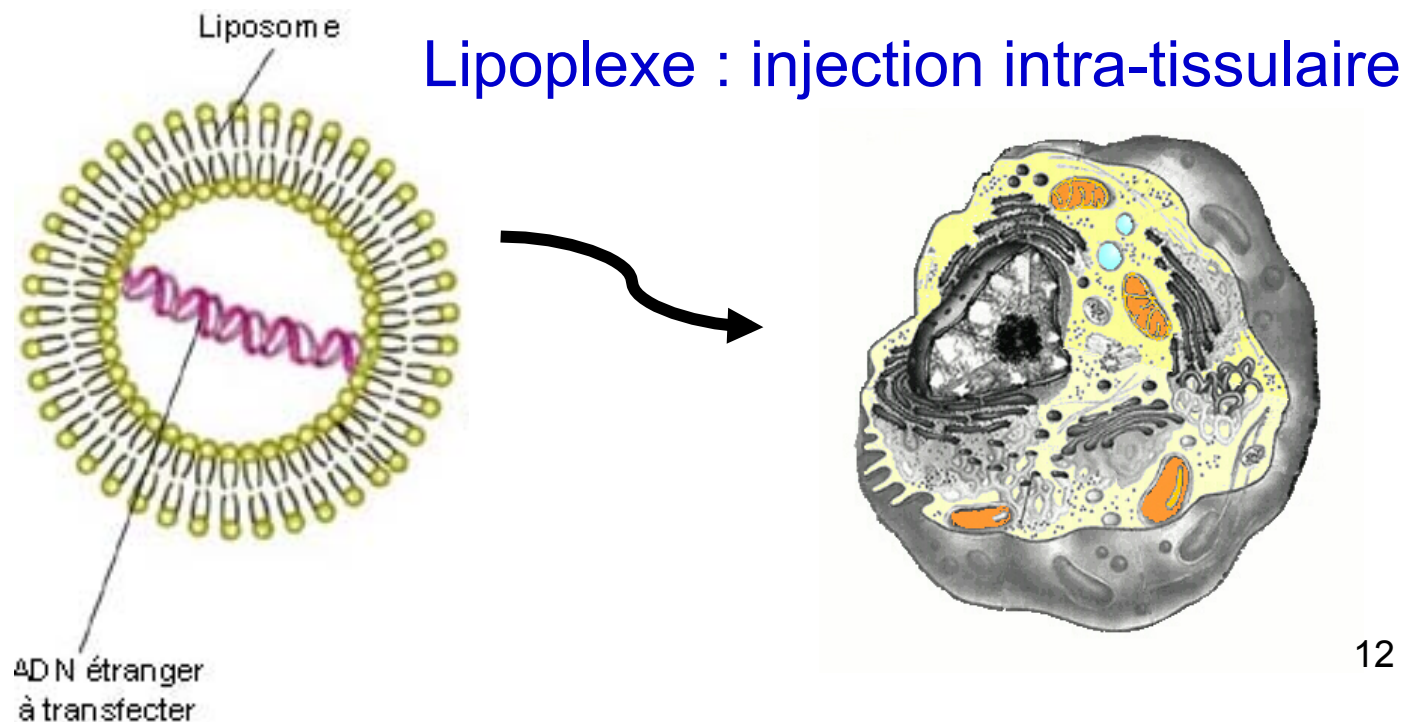 Liposome
Lipoplexe : injection intra-tissulaire
ADN étranger
à transfecter
12